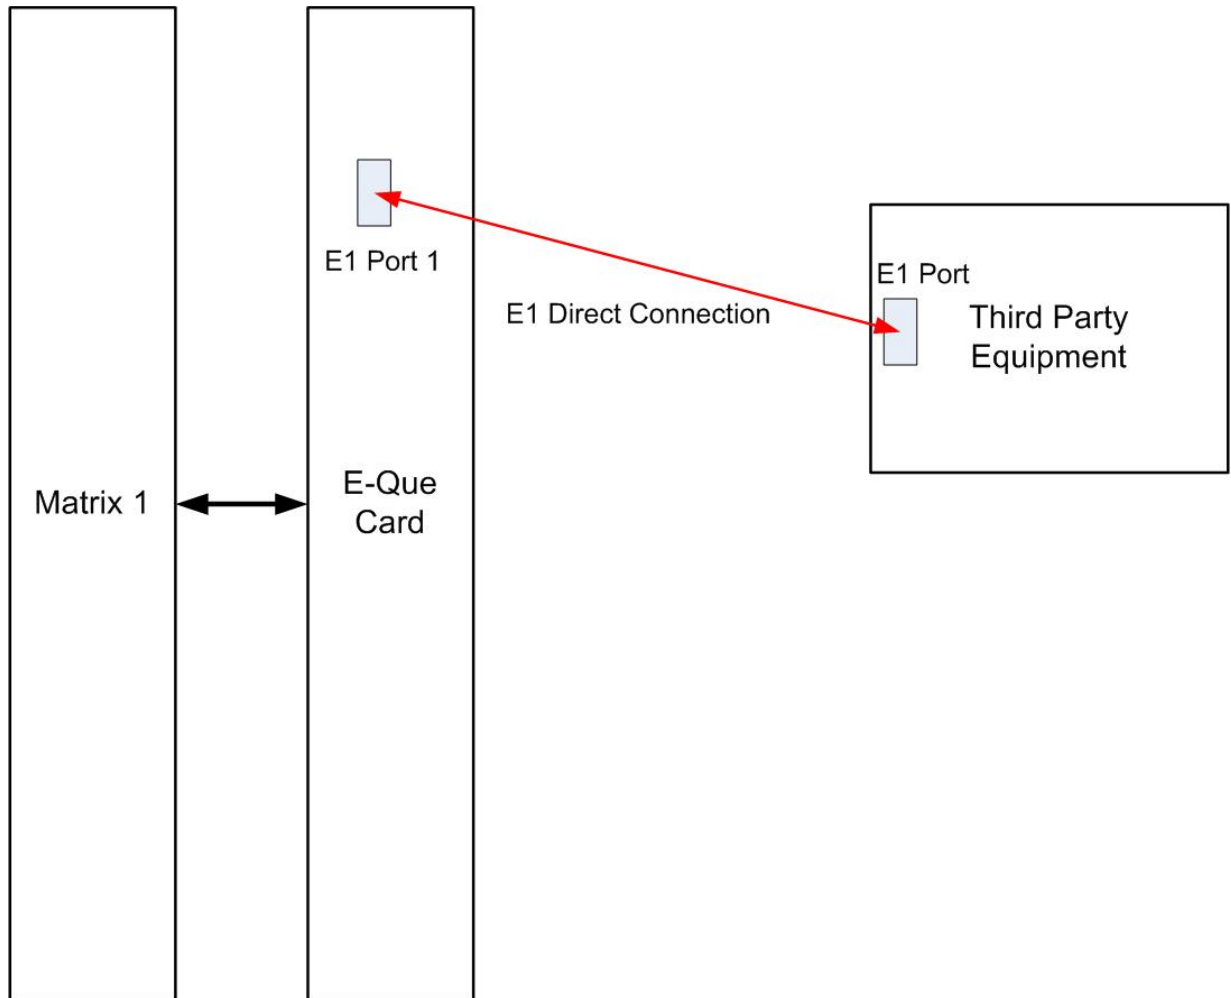 E1 Port 1
E1 Port
E1 Direct Connection
Third Party
Equipment
Matrix 1
E-Que
Card